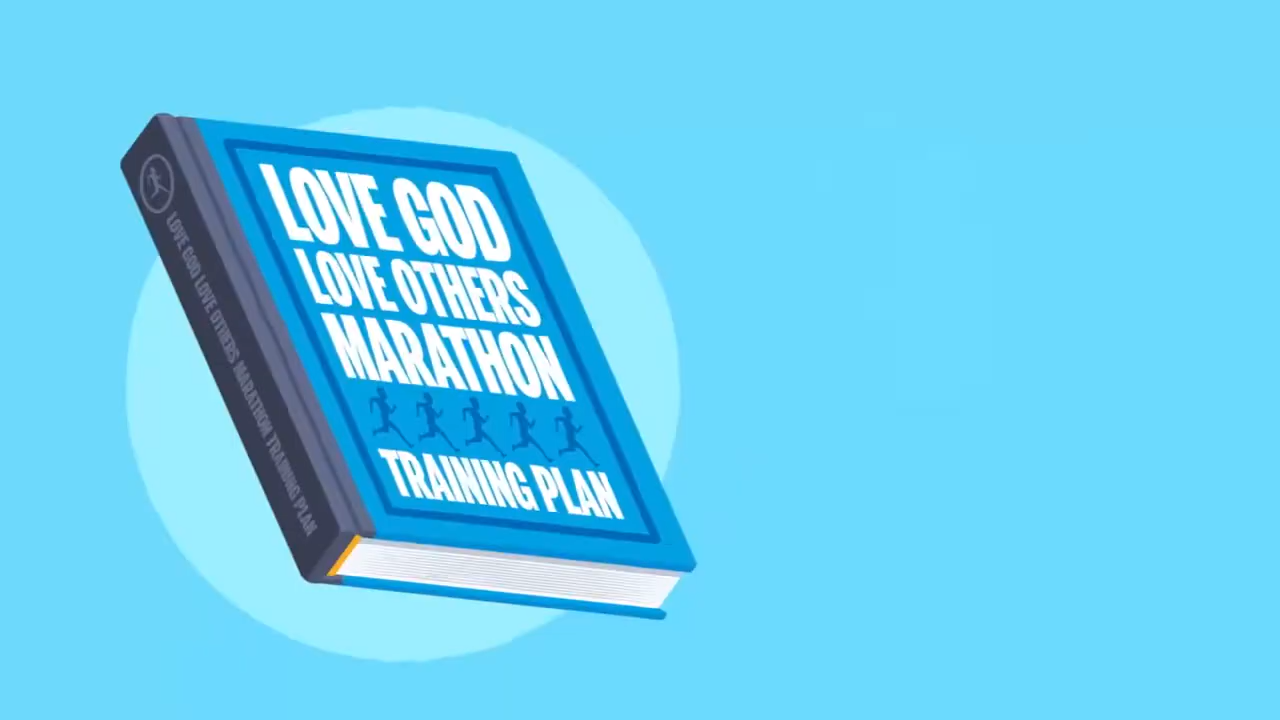 LOVE GOD
LOVE OTHERS
MARATHON
TRAINING PLAN
LOVE GOD LOVE OTHERS MARATHON TRAINING PLAN